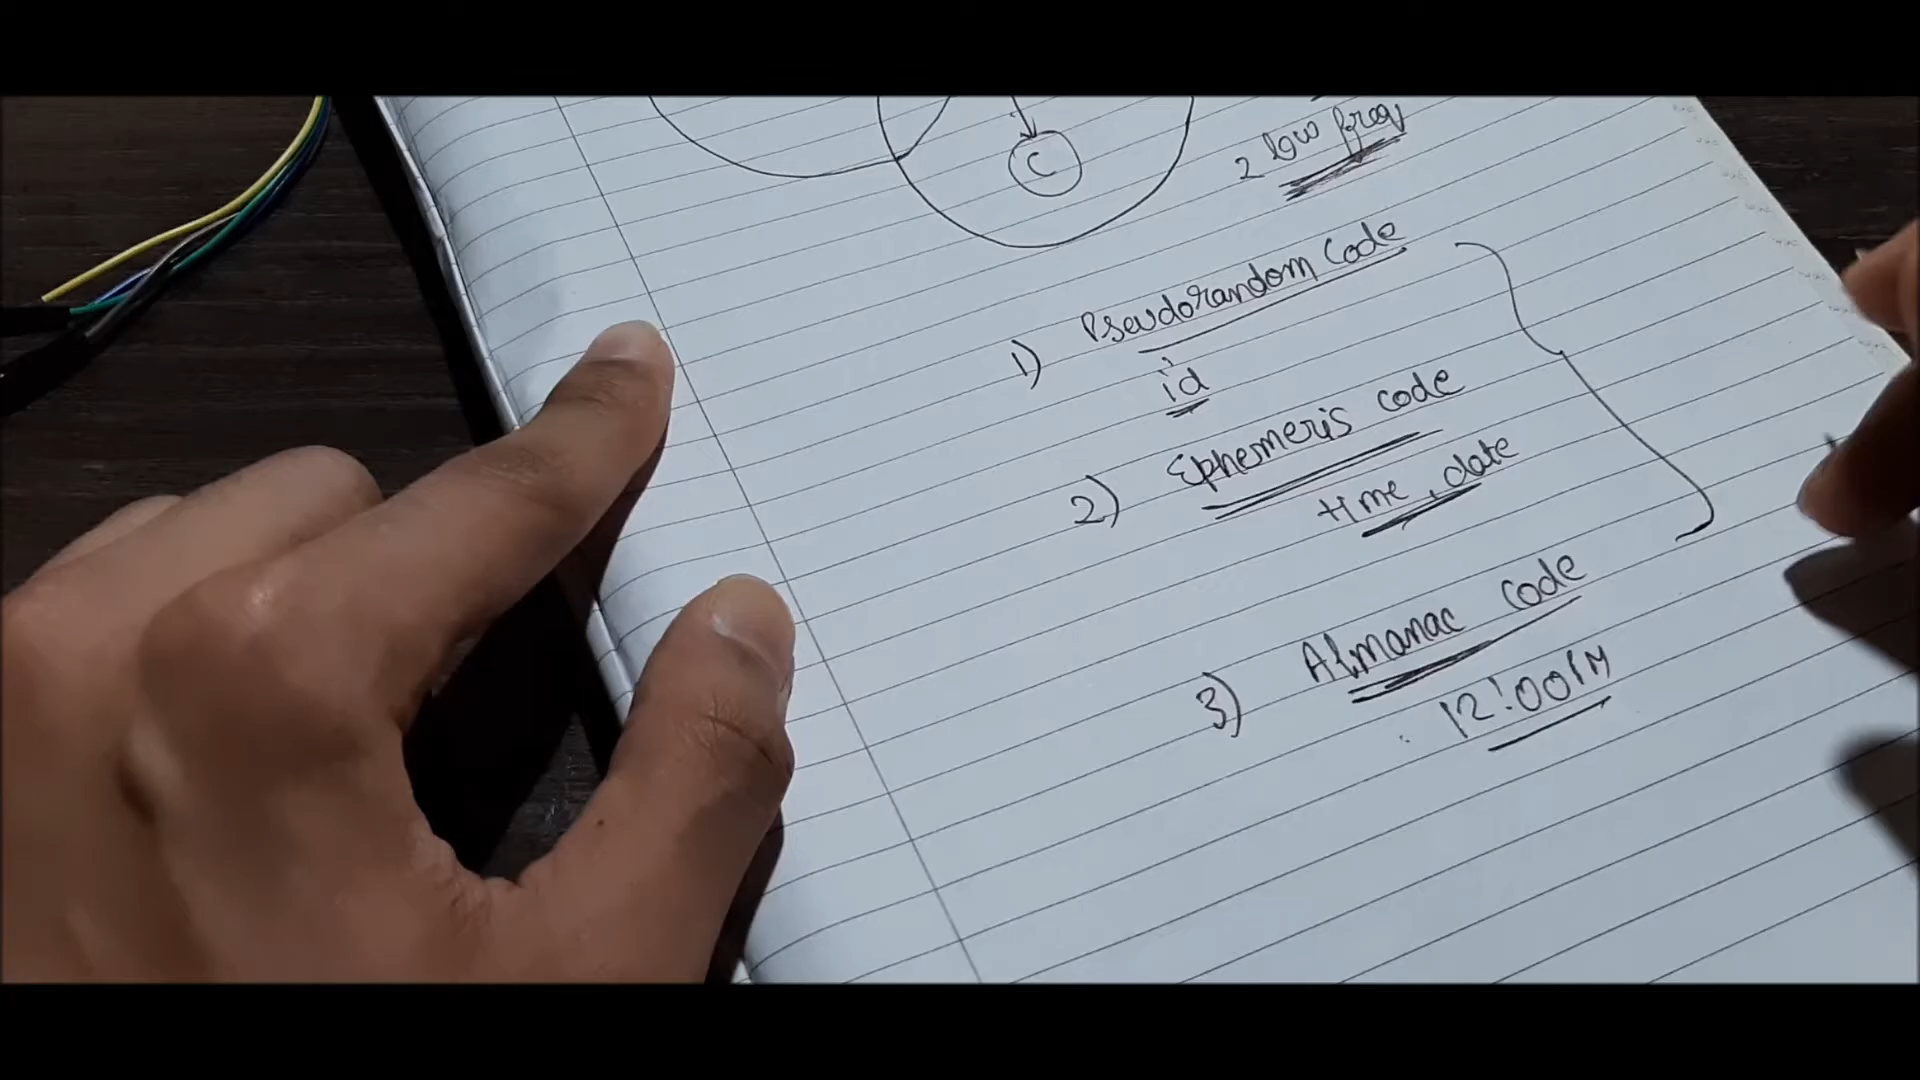 C
2 low freq
1) Pseudorandom Code
id
2) Ephemeris code
time, date
3) Almanac code
12:00PM